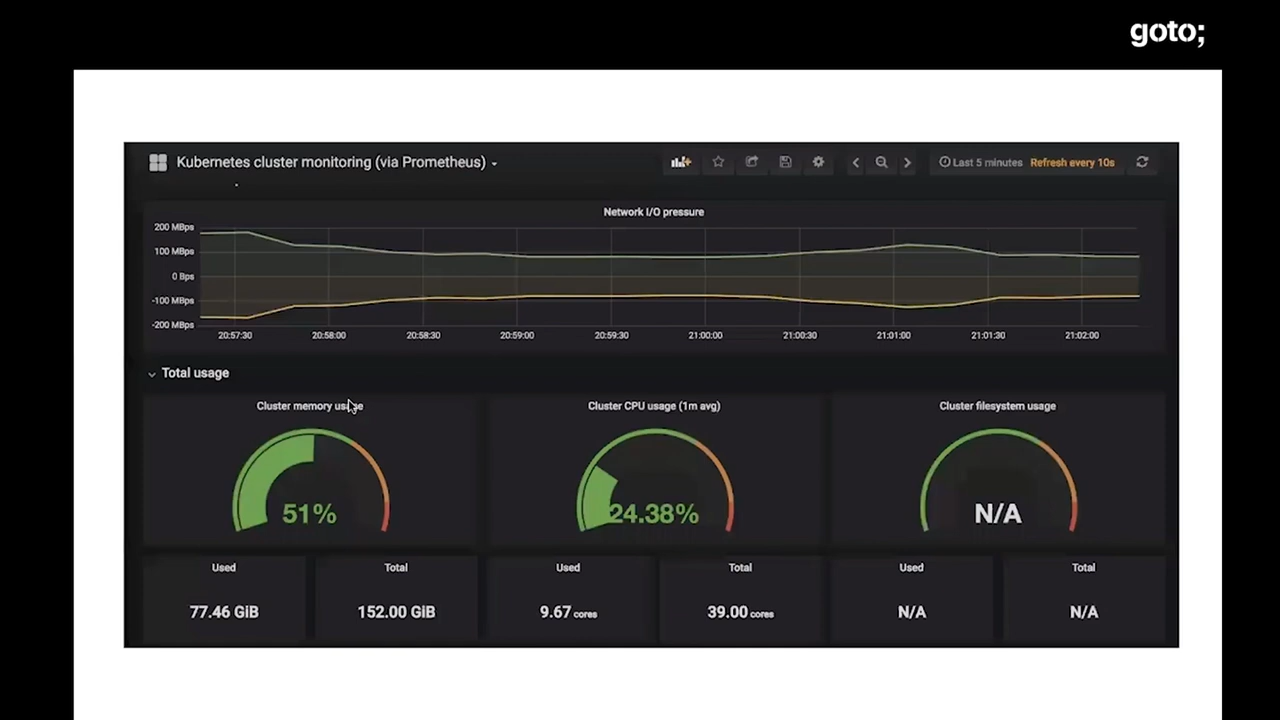 goto;
Kubernetes cluster monitoring (via Prometheus)
Last 5 minutes Refresh every 10s
Network I/O pressure
200 MBps
100 MBps
0 Bps
-100 MBps
-200 MBps
20:57:30 20:58:00 20:58:30 20:59:00 20:59:30 21:00:00 21:00:30 21:01:00 21:01:30 21:02:00
Total usage
Cluster memory usage Cluster CPU usage (1m avg) Cluster filesystem usage
51% 24.38% N/A
Used Total Used Total Used Total
77.46 GiB 152.00 GiB 9.67 cores 39.00 cores N/A N/A